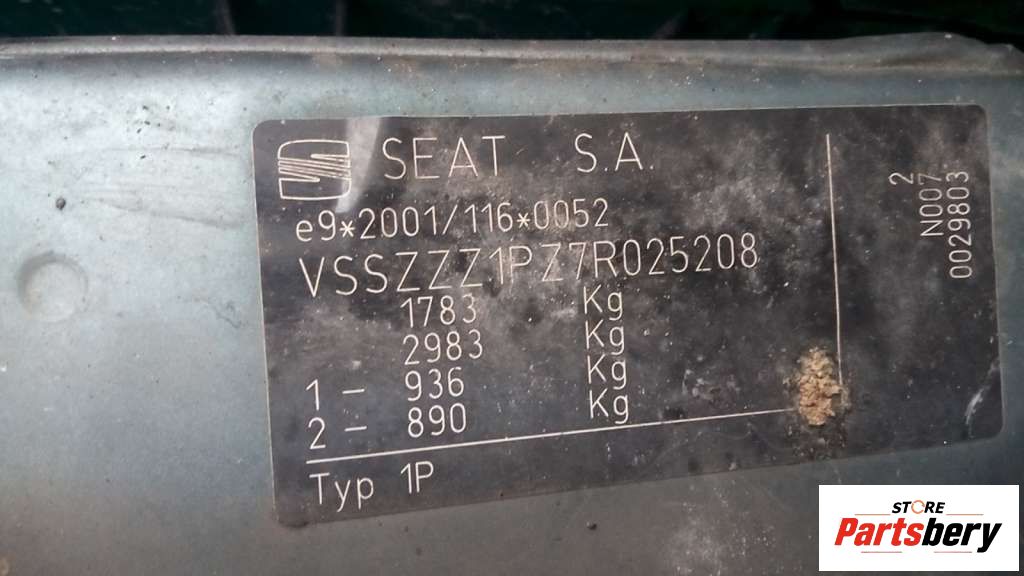 SEAT S.A.
e9*2001/116*0052
VSSZZZ1PZ7R025208
1783 Kg
2983 Kg
1 - 936 Kg
2 - 890 Kg
Typ 1P
2
N007
0029803
STORE
Partsbery